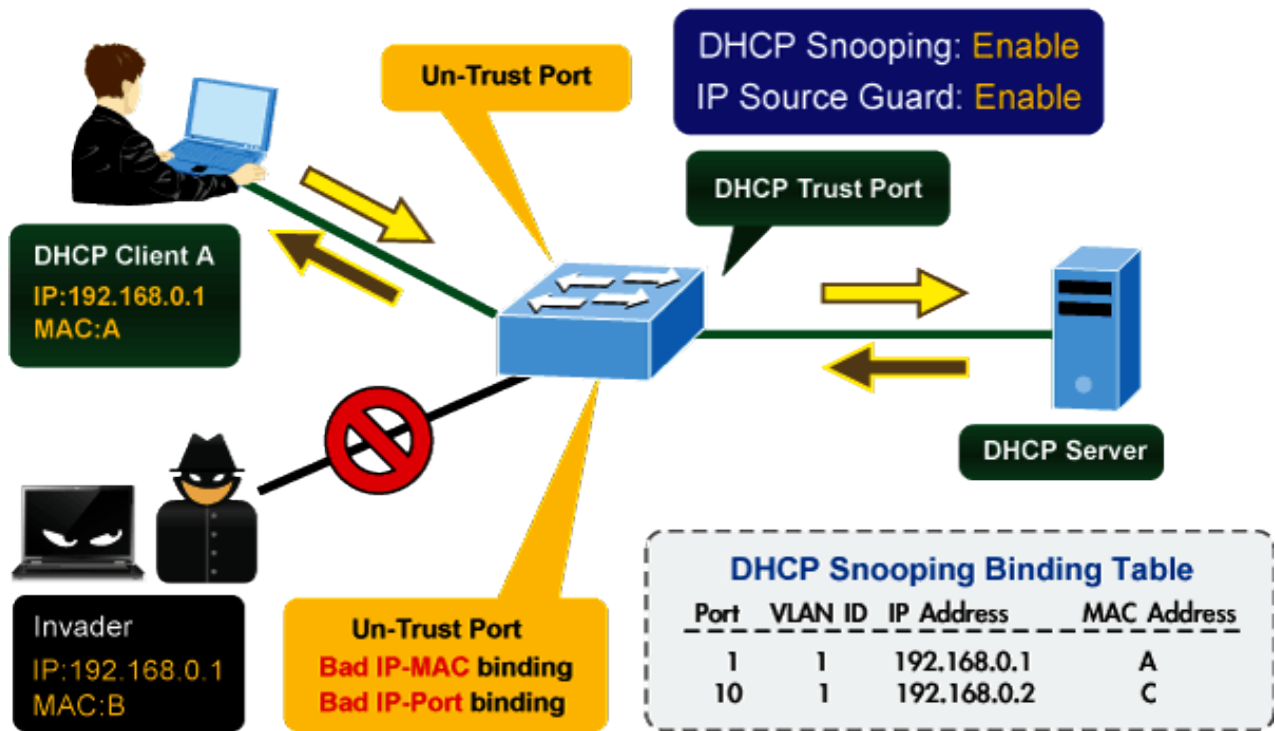 Un-Trust Port
DHCP Snooping: Enable
IP Source Guard: Enable
DHCP Trust Port
DHCP Client A
IP:192.168.0.1
MAC:A
DHCP Server
Invader
IP:192.168.0.1
MAC:B
Un-Trust Port
Bad IP-MAC binding
Bad IP-Port binding
DHCP Snooping Binding Table
Port VLAN ID IP Address MAC Address
1 1 192.168.0.1 A
10 1 192.168.0.2 C